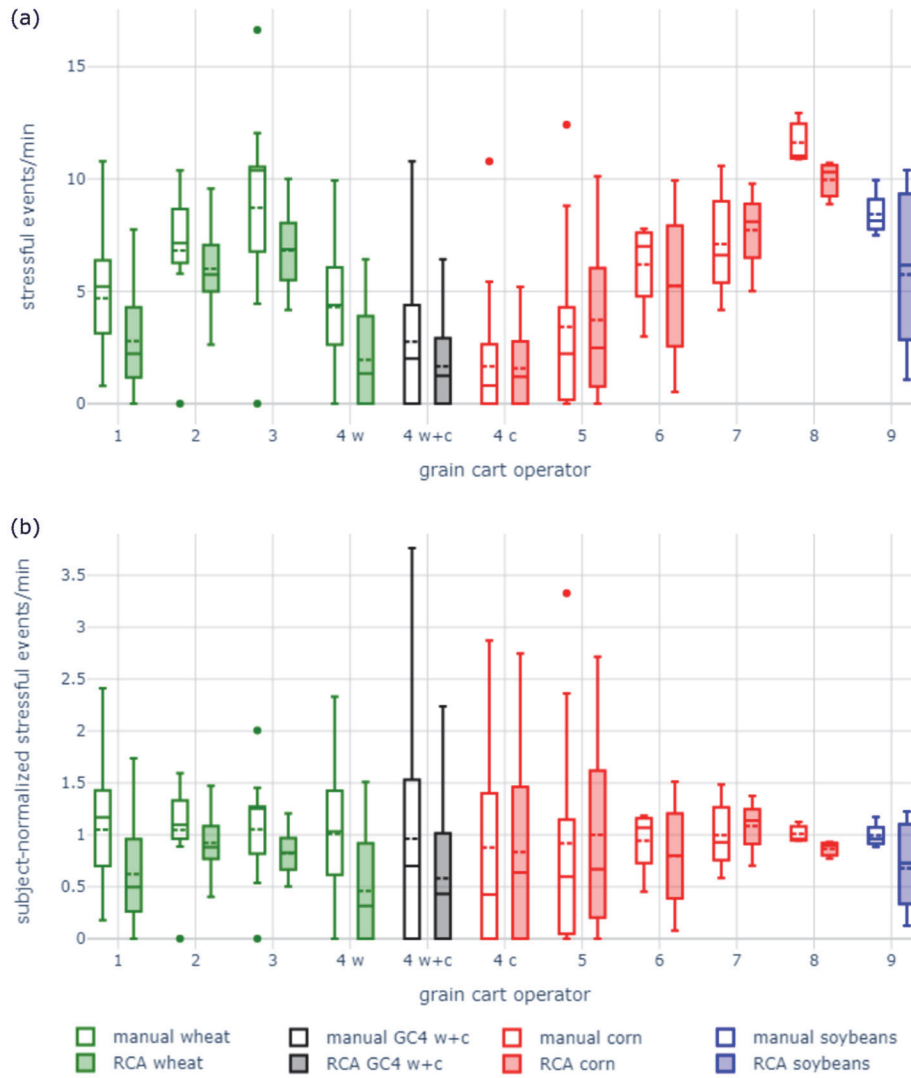 (a)
15
10
5
0
stressful events/min
1 2 3 4 w 4 w+c 4 c 5 6 7 8 9
grain cart operator
(b)
3.5
3
2.5
2
1.5
1
0.5
0
subject-normalized stressful events/min
1 2 3 4 w 4 w+c 4 c 5 6 7 8 9
grain cart operator
manual wheat manual GC4 w+c manual corn manual soybeans
RCA wheat RCA GC4 w+c RCA corn RCA soybeans